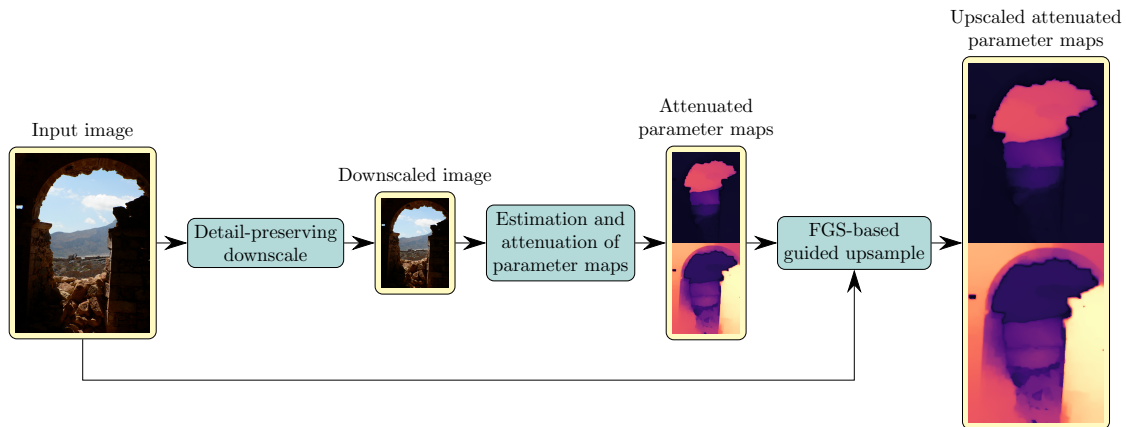 Input image
Detail-preserving
downscale
Downscaled image
Estimation and
attenuation of
parameter maps
Attenuated
parameter maps
FGS-based
guided upsample
Upscaled attenuated
parameter maps